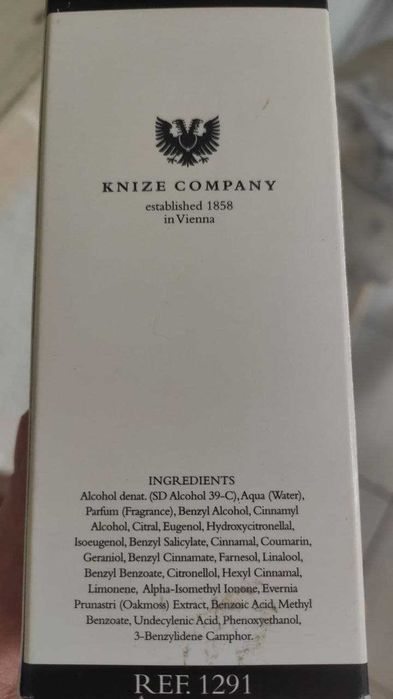 KNIZE COMPANY
established 1858
in Vienna
INGREDIENTS
Alcohol denat. (SD Alcohol 39-C), Aqua (Water),
Parfum (Fragrance), Benzyl Alcohol, Cinnamyl
Alcohol, Citral, Eugenol, Hydroxycitronellal,
Isoeugenol, Benzyl Salicylate, Cinnamal, Coumarin,
Geraniol, Benzyl Cinnamate, Farnesol, Linalool,
Benzyl Benzoate, Citronellol, Hexyl Cinnamal,
Limonene, Alpha-Isomethyl Ionone, Evernia
Prunastri (Oakmoss) Extract, Benzoic Acid, Methyl
Benzoate, Undecylenic Acid, Phenoxyethanol,
3-Benzylidene Camphor.
REF. 1291